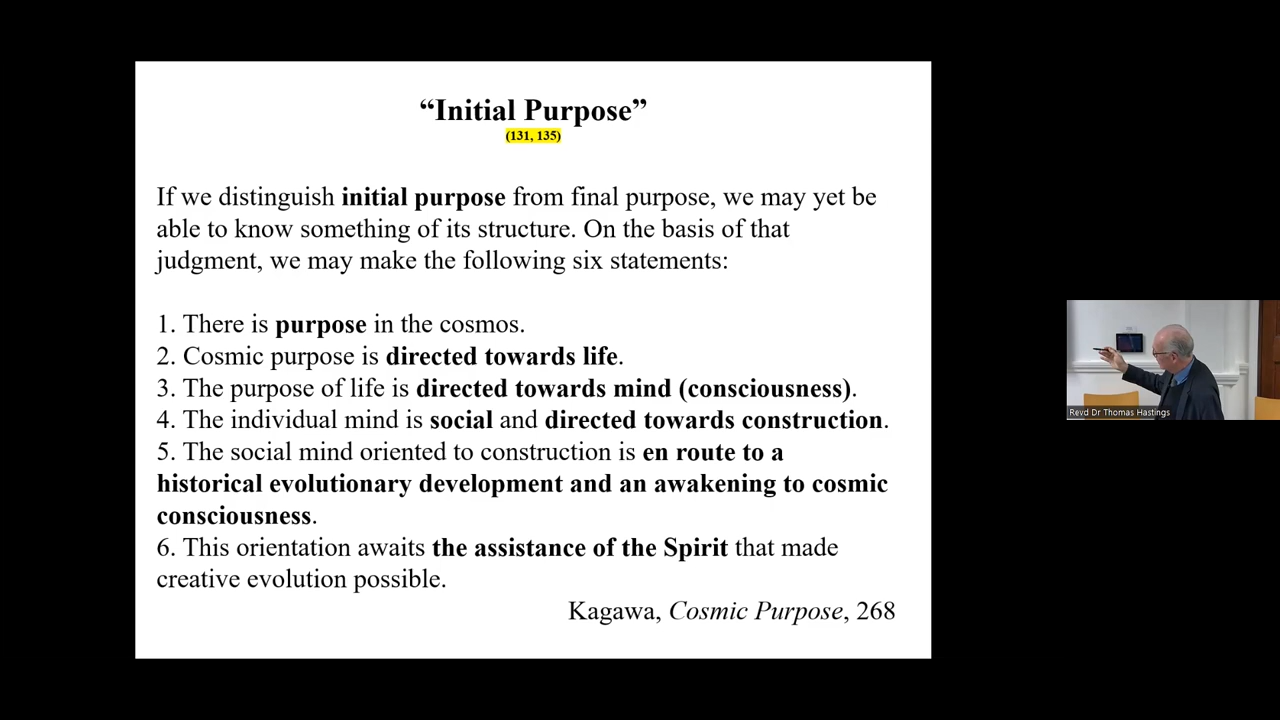 “Initial Purpose”
(131, 135)
If we distinguish initial purpose from final purpose, we may yet be
able to know something of its structure. On the basis of that
judgment, we may make the following six statements:
1. There is purpose in the cosmos.
2. Cosmic purpose is directed towards life.
3. The purpose of life is directed towards mind (consciousness).
4. The individual mind is social and directed towards construction.
5. The social mind oriented to construction is en route to a
historical evolutionary development and an awakening to cosmic
consciousness.
6. This orientation awaits the assistance of the Spirit that made
creative evolution possible.
Kagawa, Cosmic Purpose, 268
Revd Dr Thomas Hastings